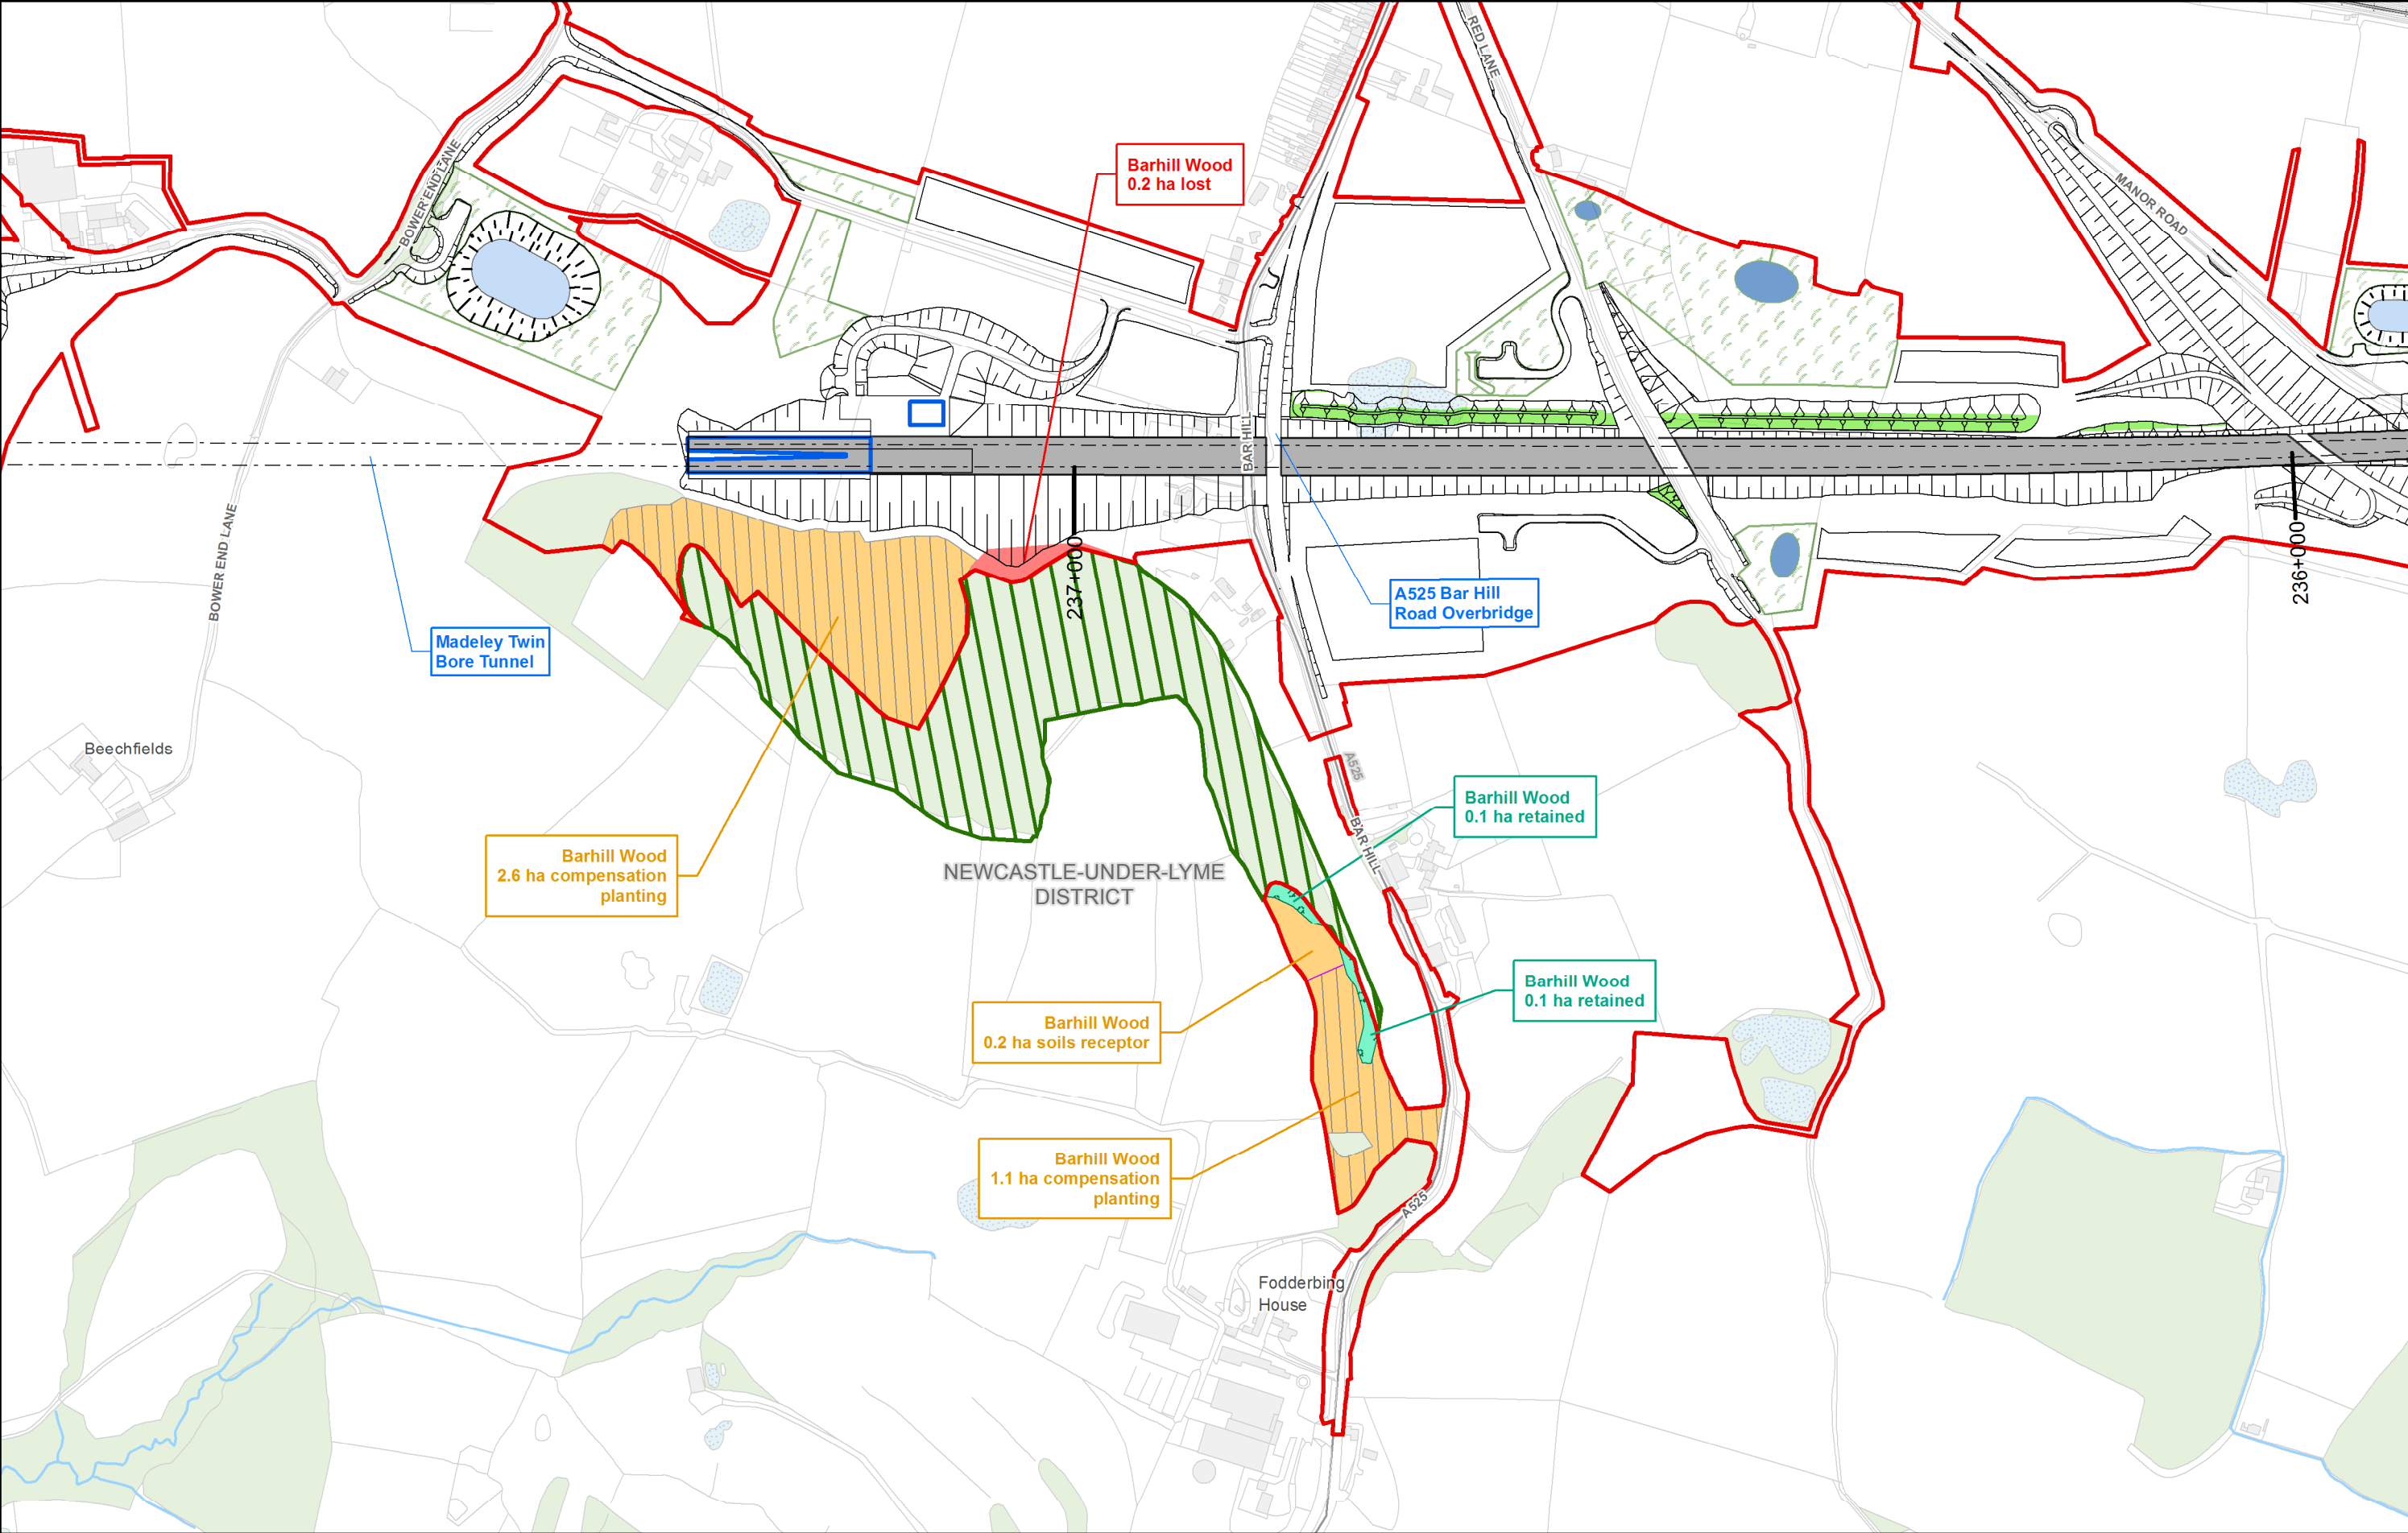 RED LANE
BOWER END LANE
MANOR ROAD
Barhill Wood
0.2 ha lost
BAR HILL
237+000
236+000
A525 Bar Hill
Road Overbridge
BOWER END LANE
Madeley Twin
Bore Tunnel
Beechfields
A525
BAR HILL
Barhill Wood
0.1 ha retained
Barhill Wood
2.6 ha compensation
planting
NEWCASTLE-UNDER-LYME
DISTRICT
Barhill Wood
0.1 ha retained
Barhill Wood
0.2 ha soils receptor
Barhill Wood
1.1 ha compensation
planting
A525
Fodderbing
House